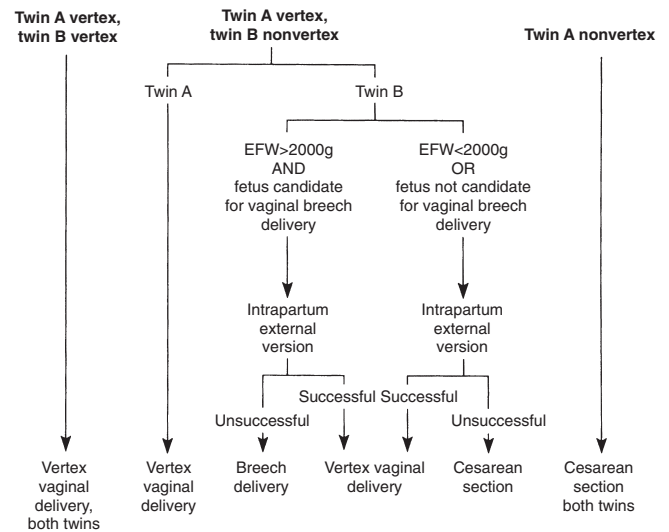 Twin A vertex,
twin B vertex
Twin A vertex,
twin B nonvertex
Twin A nonvertex
Twin A
Twin B
EFW>2000g
AND
fetus candidate
for vaginal breech
delivery
EFW<2000g
OR
fetus not candidate
for vaginal breech
delivery
Intrapartum
external
version
Intrapartum
external
version
Successful
Successful
Unsuccessful
Unsuccessful
Vertex
vaginal
delivery,
both twins
Vertex
vaginal
delivery
Breech
delivery
Vertex vaginal
delivery
Cesarean
section
Cesarean
section
both twins